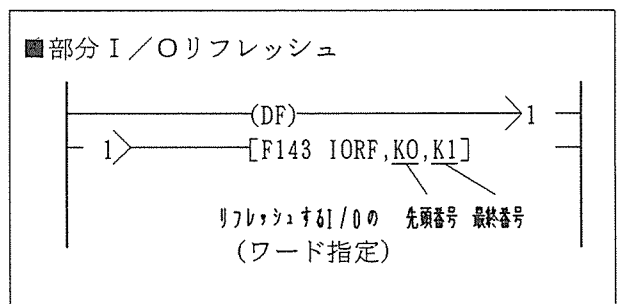 ■部分I／Oリフレッシュ
(DF) 1
1 [F143 IORF,K0,K1]
リフレッシュするI/Oの 先頭番号 最終番号
(ワード指定)